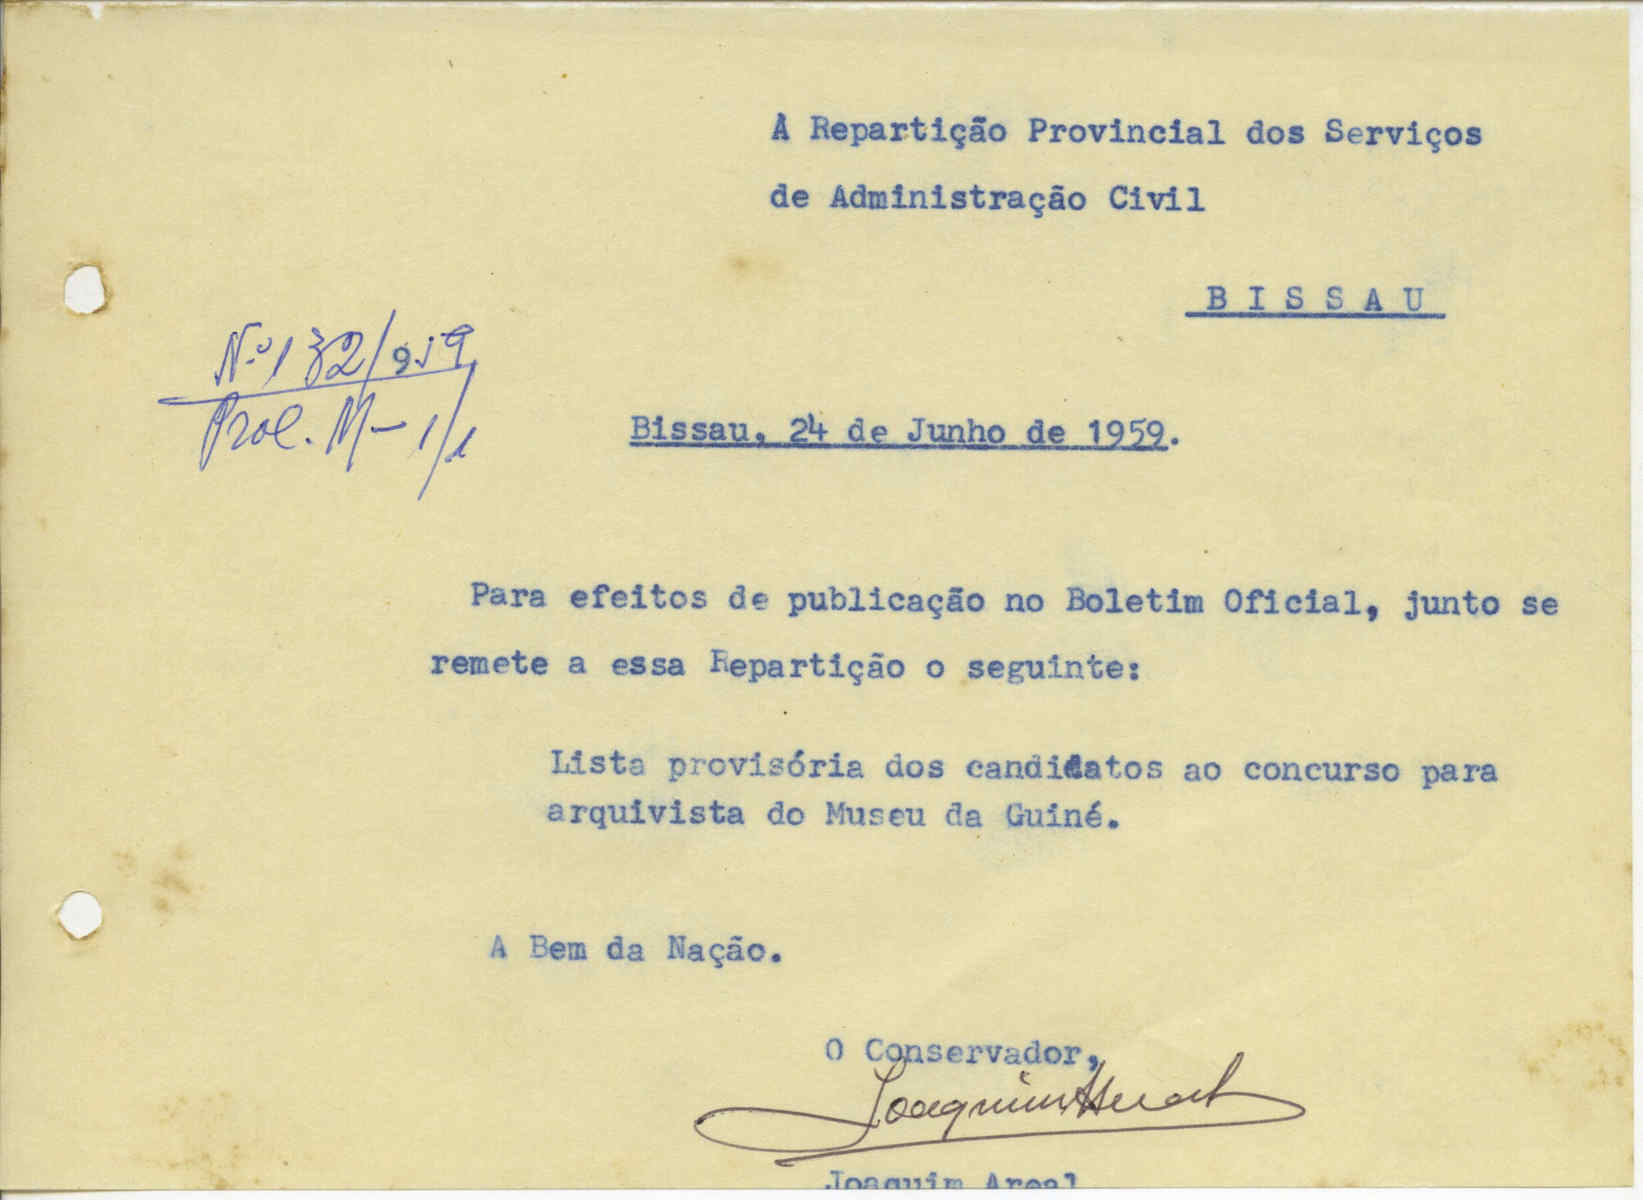 À Repartição Provincial dos Serviços
de Administração Civil
B I S S A U
Nº 132/959
Proc. M-1/1
Bissau, 24 de Junho de 1959.
Para efeitos de publicação no Boletim Oficial, junto se
remete a essa Repartição o seguinte:
Lista provisória dos candidatos ao concurso para
arquivista do Museu da Guiné.
A Bem da Nação.
O Conservador,
Joaquim Areal
Joaquim Areal